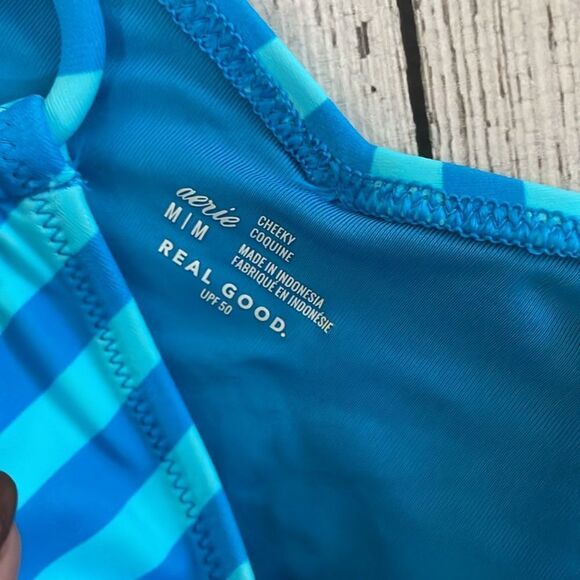 aerie
M|M
REAL GOOD.
UPF 50
CHEEKY
COQUINE
MADE IN INDONESIA
FABRIQUÉ EN INDONÉSIE